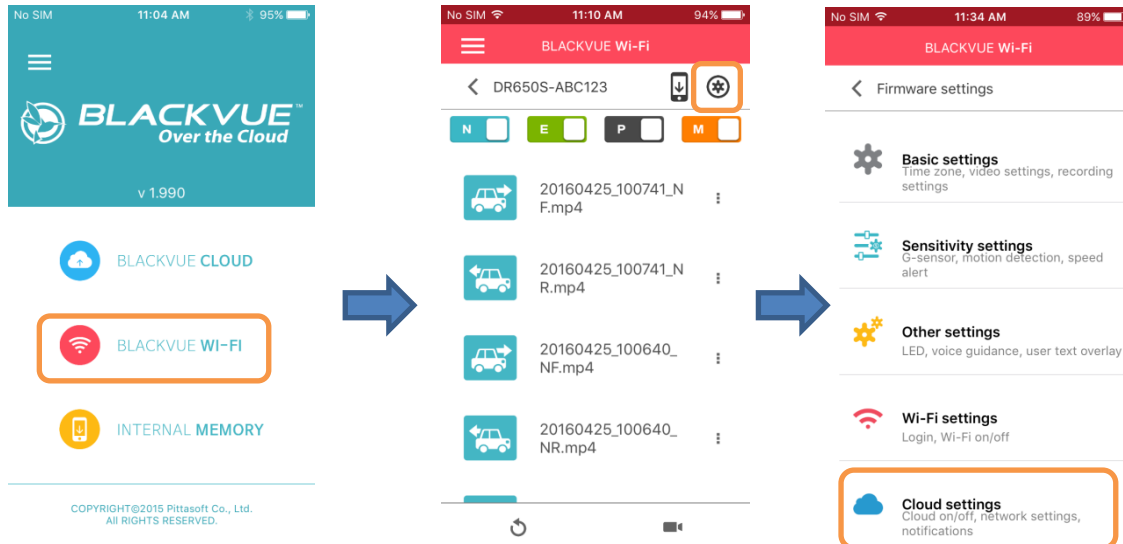 No SIM 11:04 AM 95%
BLACKVUE™
Over the Cloud
v 1.990
BLACKVUE CLOUD
BLACKVUE WI-FI
INTERNAL MEMORY
COPYRIGHT©2015 Pittasoft Co., Ltd.
All RIGHTS RESERVED.
No SIM 11:10 AM 94%
BLACKVUE Wi-Fi
DR650S-ABC123
N E P M
20160425_100741_N
F.mp4
20160425_100741_N
R.mp4
20160425_100640_
NF.mp4
20160425_100640_
NR.mp4
No SIM 11:34 AM 89%
BLACKVUE Wi-Fi
Firmware settings
Basic settings
Time zone, video settings, recording
settings
Sensitivity settings
G-sensor, motion detection, speed
alert
Other settings
LED, voice guidance, user text overlay
Wi-Fi settings
Login, Wi-Fi on/off
Cloud settings
Cloud on/off, network settings,
notifications